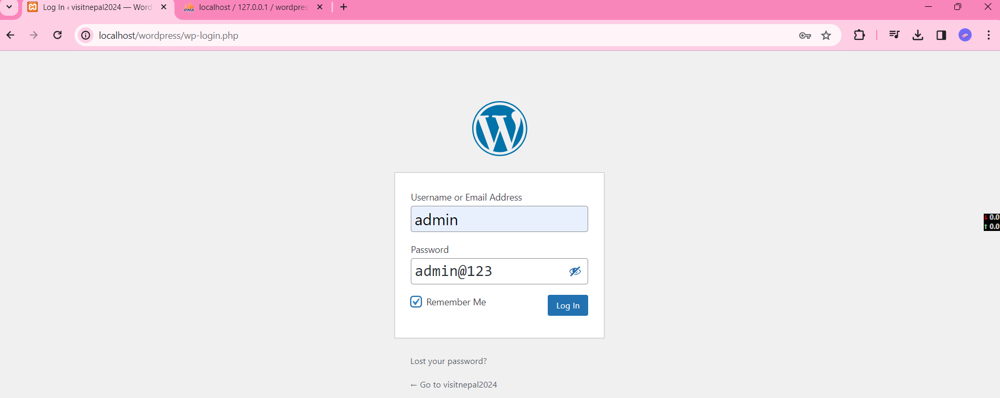 Log In ‹ visitnepal2024 — Word
localhost / 127.0.0.1 / wordpres
localhost/wordpress/wp-login.php
Username or Email Address
admin
Password
admin@123
Remember Me
Log In
Lost your password?
← Go to visitnepal2024
↓ 0.0
↑ 0.0
PMA